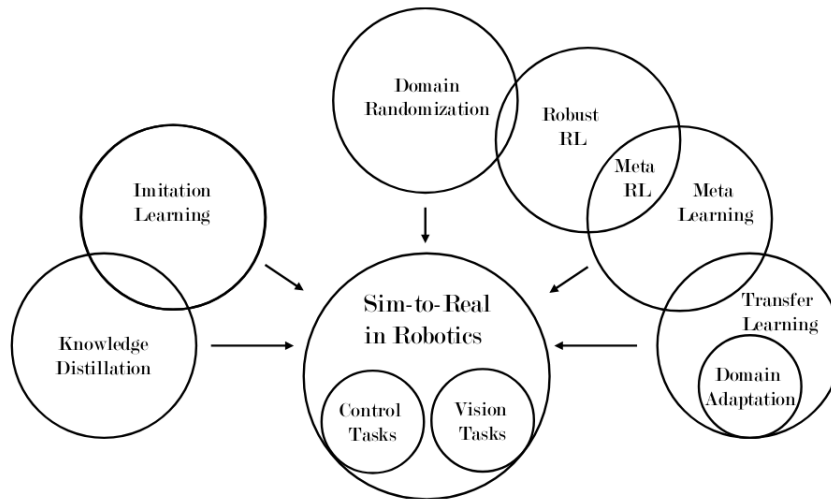 Domain
Randomization
Robust
RL
Meta
RL
Meta
Learning
Imitation
Learning
Knowledge
Distillation
Sim-to-Real
in Robotics
Control
Tasks
Vision
Tasks
Transfer
Learning
Domain
Adaptation